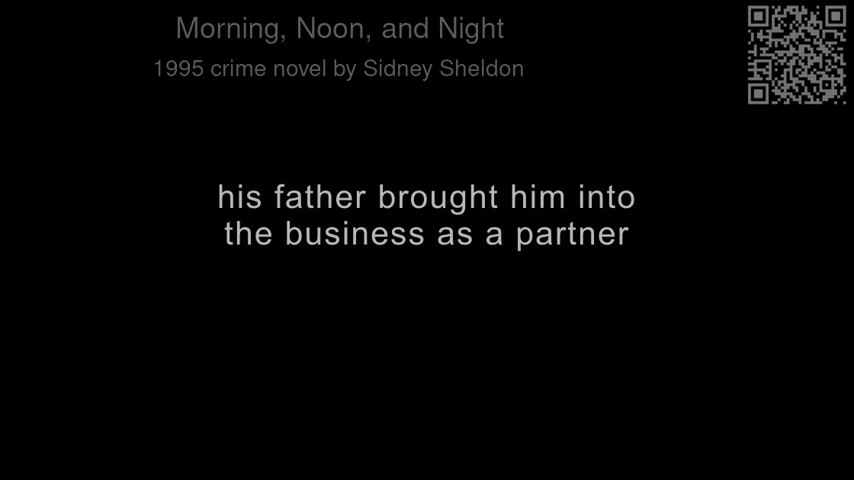 Morning, Noon, and Night
1995 crime novel by Sidney Sheldon
his father brought him into
the business as a partner